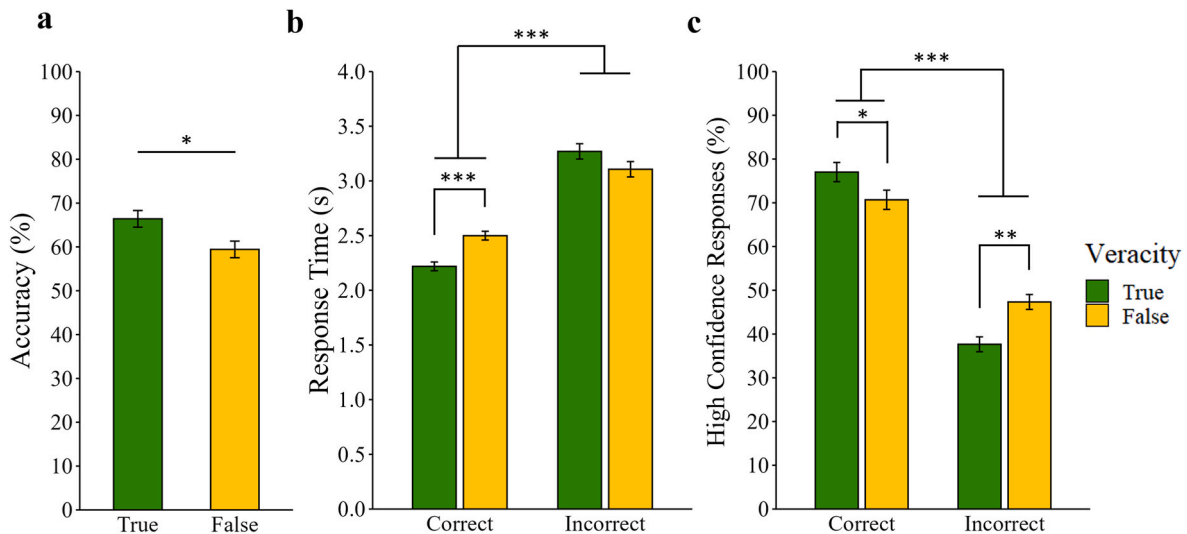 a
Accuracy (%)
100
90
80
70
60
50
40
30
20
10
0
*
True
False
b
Response Time (s)
4.0
3.5
3.0
2.5
2.0
1.5
1.0
0.5
0.0
***
***
Correct
Incorrect
c
High Confidence Responses (%)
100
90
80
70
60
50
40
30
20
10
0
***
*
**
Correct
Incorrect
Veracity
True
False